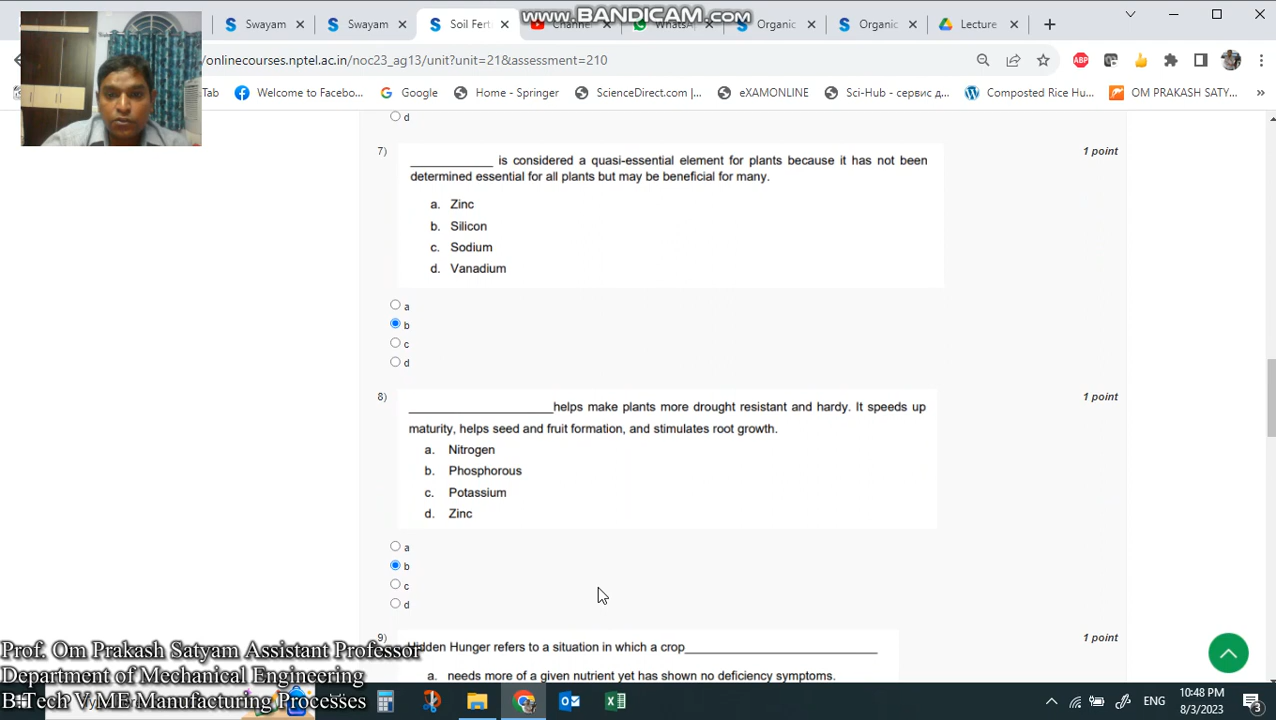 www.BANDICAM.com
Swayam
Swayam
Soil Fert
Channe
WhatsA
Organic
Organic
Lecture
/onlinecourses.nptel.ac.in/noc23_ag13/unit?unit=21&assessment=210
Tab
Welcome to Facebo...
Google
Home - Springer
ScienceDirect.com |...
eXAMONLINE
Sci-Hub - сервис д...
Composted Rice Hu...
OM PRAKASH SATY...
»
d
7)
1 point
___________ is considered a quasi-essential element for plants because it has not been
determined essential for all plants but may be beneficial for many.
a. Zinc
b. Silicon
c. Sodium
d. Vanadium
a
b
c
d
8)
1 point
____________________helps make plants more drought resistant and hardy. It speeds up
maturity, helps seed and fruit formation, and stimulates root growth.
a. Nitrogen
b. Phosphorous
c. Potassium
d. Zinc
a
b
c
d
9)
1 point
Hidden Hunger refers to a situation in which a crop__________________________
a. needs more of a given nutrient yet has shown no deficiency symptoms.
Prof. Om Prakash Satyam Assistant Professor
Department of Mechanical Engineering
B.Tech V ME Manufacturing Processes
ENG
10:48 PM
8/3/2023
3